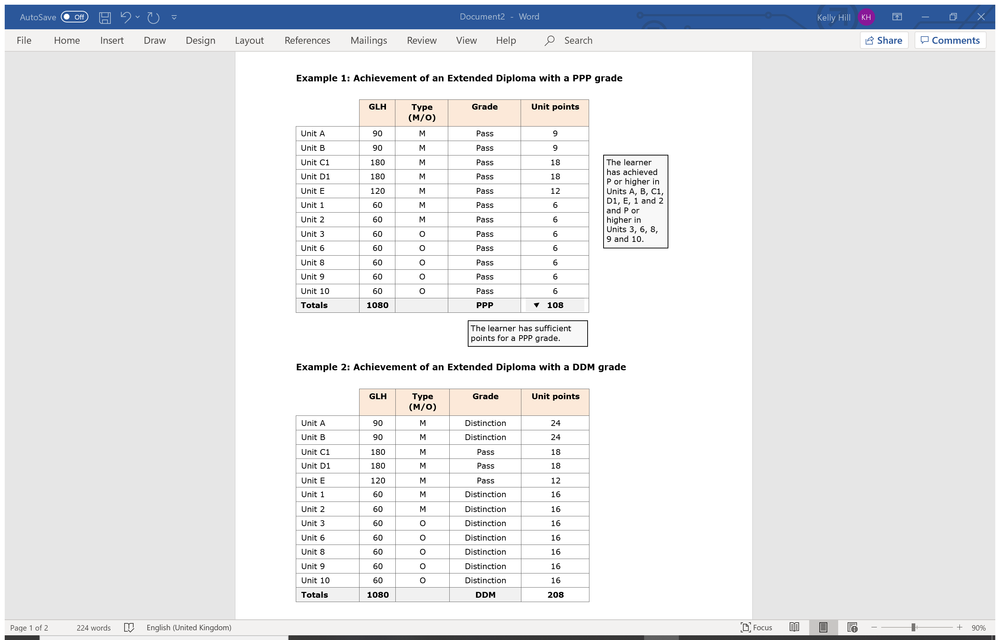 AutoSave Off Document2 - Word Kelly Hill KH
File Home Insert Draw Design Layout References Mailings Review View Help Search Share Comments
Example 1: Achievement of an Extended Diploma with a PPP grade
GLH Type (M/O) Grade Unit points
Unit A 90 M Pass 9
Unit B 90 M Pass 9
Unit C1 180 M Pass 18
Unit D1 180 M Pass 18
Unit E 120 M Pass 12
Unit 1 60 M Pass 6
Unit 2 60 M Pass 6
Unit 3 60 O Pass 6
Unit 6 60 O Pass 6
Unit 8 60 O Pass 6
Unit 9 60 O Pass 6
Unit 10 60 O Pass 6
Totals 1080 PPP 108
The learner
has achieved
P or higher in
Units A, B, C1,
D1, E, 1 and 2
and P or
higher in
Units 3, 6, 8,
9 and 10.
The learner has sufficient
points for a PPP grade.
Example 2: Achievement of an Extended Diploma with a DDM grade
GLH Type (M/O) Grade Unit points
Unit A 90 M Distinction 24
Unit B 90 M Distinction 24
Unit C1 180 M Pass 18
Unit D1 180 M Pass 18
Unit E 120 M Pass 12
Unit 1 60 M Distinction 16
Unit 2 60 M Distinction 16
Unit 3 60 O Distinction 16
Unit 6 60 O Distinction 16
Unit 8 60 O Distinction 16
Unit 9 60 O Distinction 16
Unit 10 60 O Distinction 16
Totals 1080 DDM 208
Page 1 of 2 224 words English (United Kingdom) Focus 90%